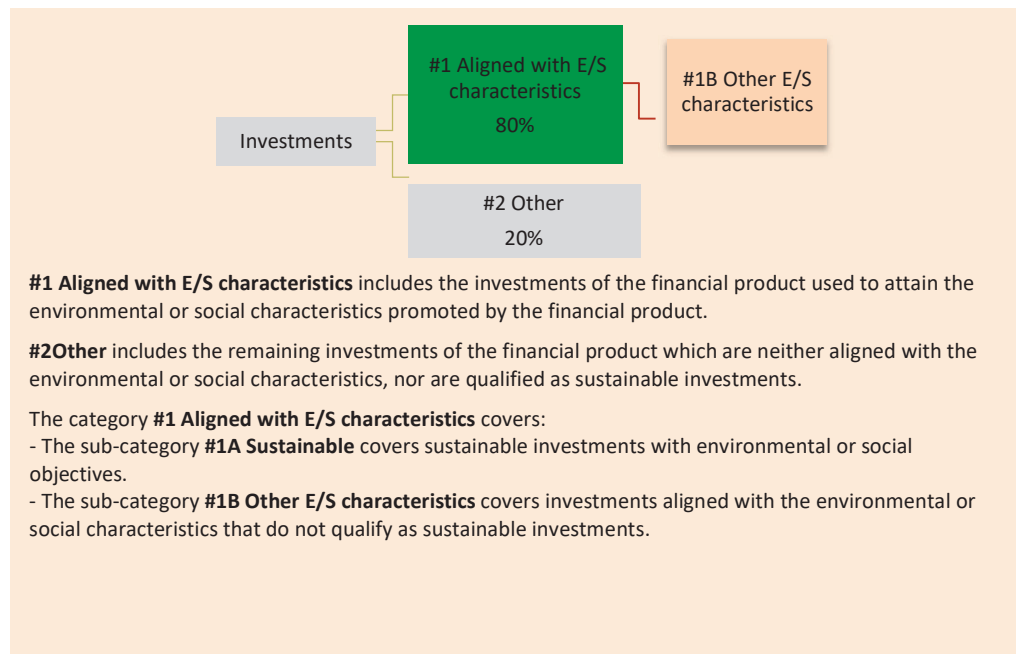 #1 Aligned with E/S
characteristics
80%
#1B Other E/S
characteristics
Investments
#2 Other
20%
#1 Aligned with E/S characteristics includes the investments of the financial product used to attain the
environmental or social characteristics promoted by the financial product.
#2Other includes the remaining investments of the financial product which are neither aligned with the
environmental or social characteristics, nor are qualified as sustainable investments.
The category #1 Aligned with E/S characteristics covers:
- The sub-category #1A Sustainable covers sustainable investments with environmental or social
objectives.
- The sub-category #1B Other E/S characteristics covers investments aligned with the environmental or
social characteristics that do not qualify as sustainable investments.